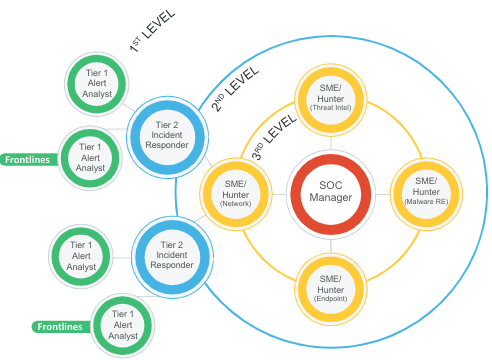 1ST LEVEL
2ND LEVEL
3RD LEVEL
Tier 1
Alert
Analyst
Frontlines
Tier 1
Alert
Analyst
Tier 2
Incident
Responder
SME/
Hunter
(Threat Intel)
SME/
Hunter
(Network)
SOC
Manager
SME/
Hunter
(Malware RE)
Tier 1
Alert
Analyst
Tier 2
Incident
Responder
SME/
Hunter
(Endpoint)
Frontlines
Tier 1
Alert
Analyst